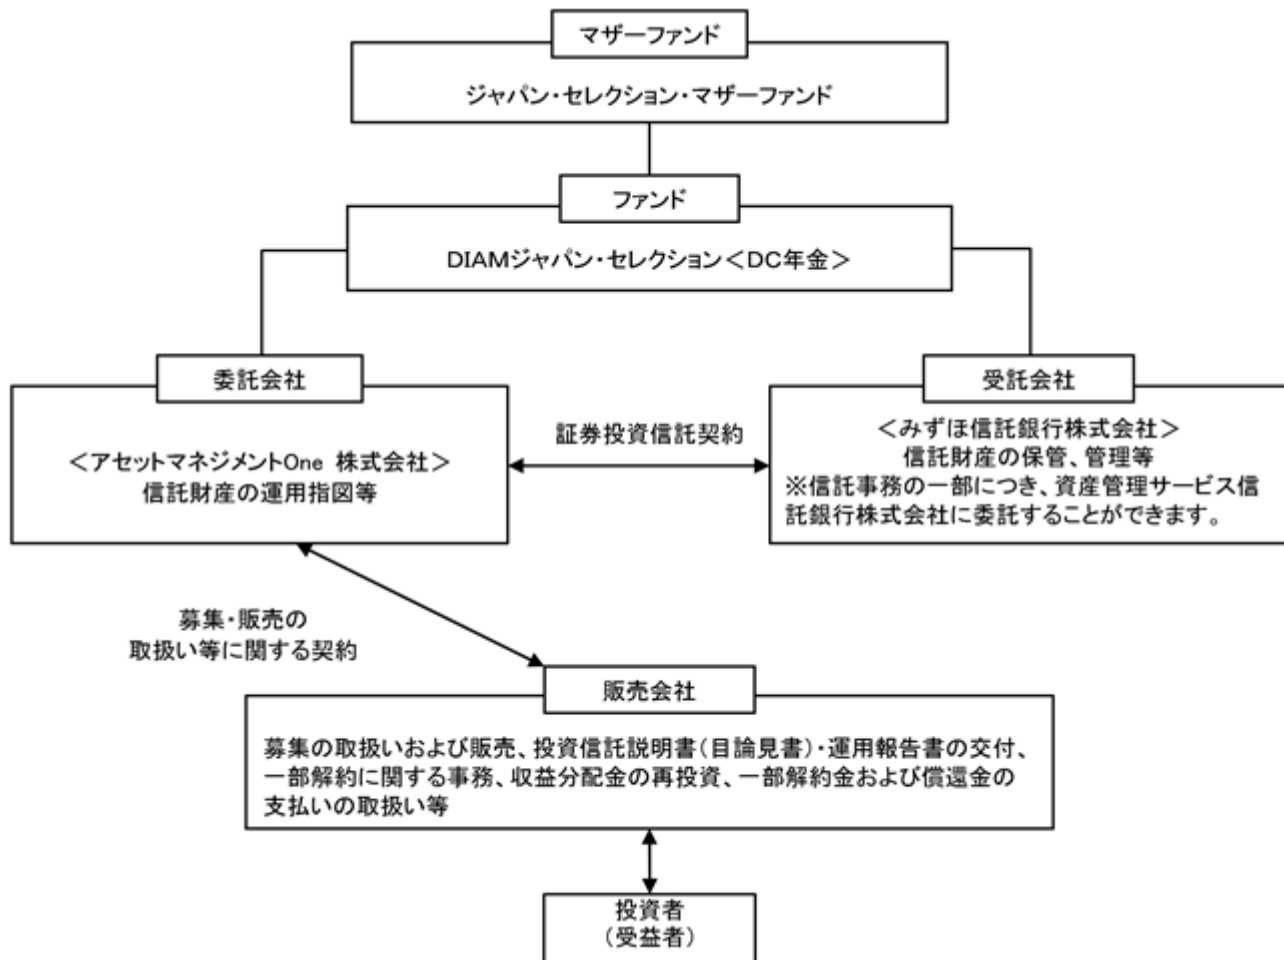 マザーファンド
ジャパン・セレクション・マザーファンド
ファンド
DIAMジャパン・セレクション<DC年金>
委託会社
<アセットマネジメントOne 株式会社>
信託財産の運用指図等
証券投資信託契約
受託会社
<みずほ信託銀行株式会社>
信託財産の保管、管理等
※信託事務の一部につき、資産管理サービス信
託銀行株式会社に委託することができます。
募集・販売の
取扱い等に関する契約
販売会社
募集の取扱いおよび販売、投資信託説明書(目論見書)・運用報告書の交付、
一部解約に関する事務、収益分配金の再投資、一部解約金および償還金の
支払いの取扱い等
投資者
(受益者)